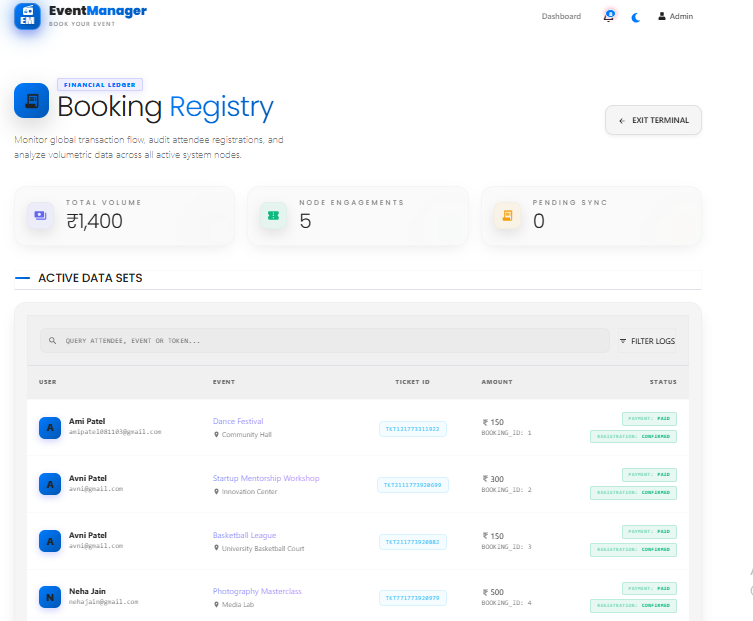 EventManager
BOOK YOUR EVENT
EM
Dashboard
Admin
FINANCIAL LEDGER
Booking Registry
Monitor global transaction flow, audit attendee registrations, and
analyze volumetric data across all active system nodes.
← EXIT TERMINAL
TOTAL VOLUME
₹1,400
NODE ENGAGEMENTS
5
PENDING SYNC
0
ACTIVE DATA SETS
QUERY ATTENDEE, EVENT OR TOKEN...
FILTER LOGS
USER EVENT TICKET ID AMOUNT STATUS
A
Ami Patel
amipatel081103@gmail.com
Dance Festival
Community Hall
TKT121773311922
₹ 150
BOOKING_ID: 1
PAYMENT: PAID
REGISTRATION: CONFIRMED
A
Avni Patel
avni@gmail.com
Startup Mentorship Workshop
Innovation Center
TKT2111773920699
₹ 300
BOOKING_ID: 2
PAYMENT: PAID
REGISTRATION: CONFIRMED
A
Avni Patel
avni@gmail.com
Basketball League
University Basketball Court
TKT211773920882
₹ 150
BOOKING_ID: 3
PAYMENT: PAID
REGISTRATION: CONFIRMED
N
Neha Jain
nehajain@gmail.com
Photography Masterclass
Media Lab
TKT771773920979
₹ 500
BOOKING_ID: 4
PAYMENT: PAID
REGISTRATION: CONFIRMED